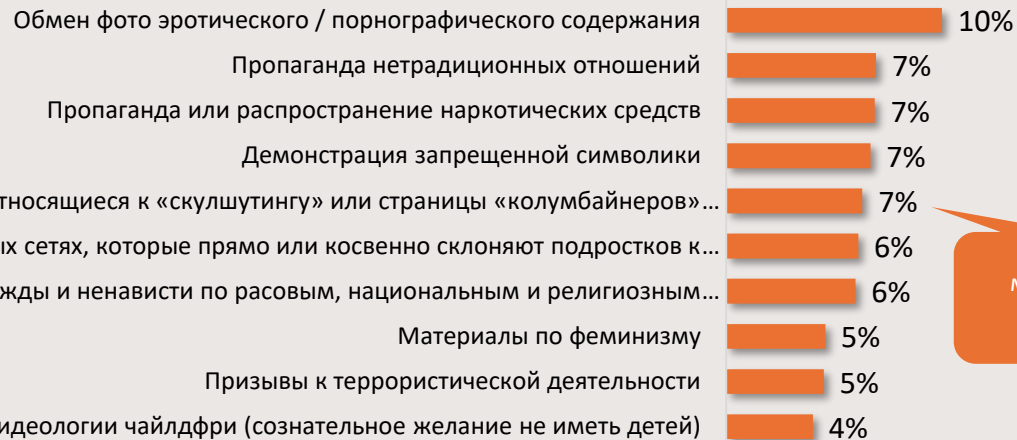 Обмен фото эротического / порнографического содержания 10%
Пропаганда нетрадиционных отношений 7%
Пропаганда или распространение наркотических средств 7%
Демонстрация запрещенной символики 7%
к «скулшутингу» или страницы «колумбайнеров»… 7%
сетях, которые прямо или косвенно склоняют подростков к… 6%
и ненависти по расовым, национальным и религиозным… 6%
Материалы по феминизму 5%
Призывы к террористической деятельности 5%
идеологии чайлдфри (сознательное желание не иметь детей) 4%